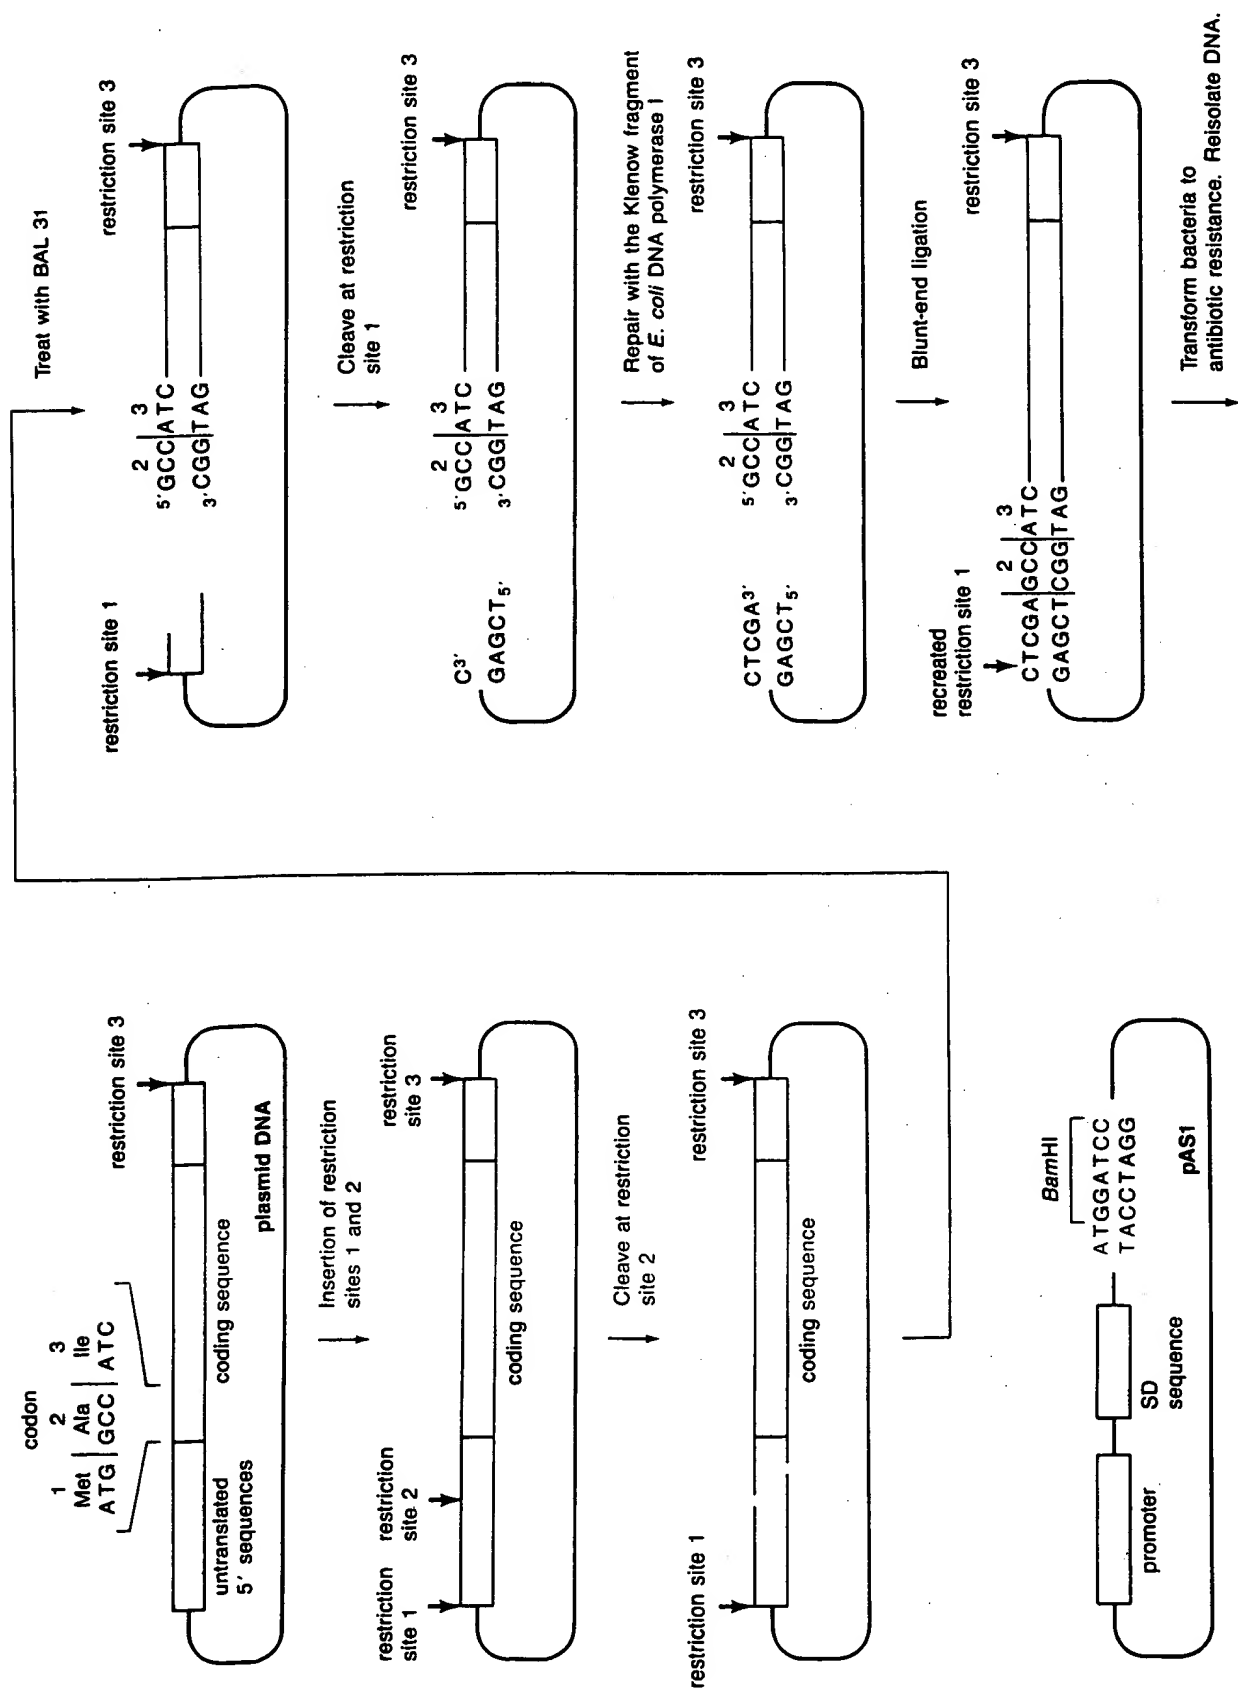 codon
1 2 3
Met Ala Ile
ATG GCC ATC
restriction site 3
untranslated
5′ sequences
coding sequence
plasmid DNA
Insertion of restriction
sites 1 and 2
restriction
site 1
restriction
site 2
restriction
site 3
coding sequence
Cleave at restriction
site 2
restriction site 1
restriction site 3
coding sequence
promoter
SD
sequence
BamHI
ATGGATCC
TACCTAGG
pAS1
Treat with BAL 31
restriction site 1
2 3
5′GCC ATC
3′CGG TAG
restriction site 3
Cleave at restriction
site 1
C3′
GAGCT5′
2 3
5′GCC ATC
3′CGG TAG
restriction site 3
Repair with the Klenow fragment
of E. coli DNA polymerase I
CTCGA3′
GAGCT5′
2 3
5′GCC ATC
3′CGG TAG
restriction site 3
Blunt-end ligation
recreated
restriction site 1
2 3
CTCGA GCC ATC
GAGCT CGG TAG
restriction site 3
Transform bacteria to
antibiotic resistance. Reisolate DNA.